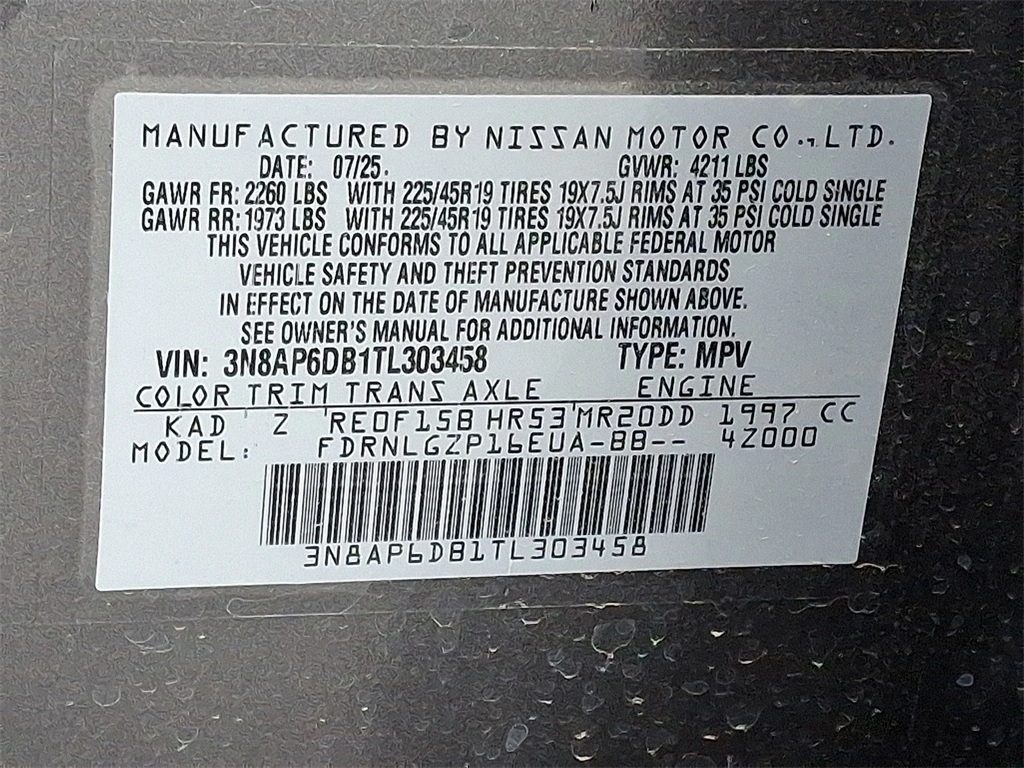 MANUFACTURED BY NISSAN MOTOR CO., LTD.
DATE: 07/25. GVWR: 4211 LBS
GAWR FR: 2260 LBS WITH 225/45R19 TIRES 19X7.5J RIMS AT 35 PSI COLD SINGLE
GAWR RR: 1973 LBS WITH 225/45R19 TIRES 19X7.5J RIMS AT 35 PSI COLD SINGLE
THIS VEHICLE CONFORMS TO ALL APPLICABLE FEDERAL MOTOR
VEHICLE SAFETY AND THEFT PREVENTION STANDARDS
IN EFFECT ON THE DATE OF MANUFACTURE SHOWN ABOVE.
SEE OWNER'S MANUAL FOR ADDITIONAL INFORMATION.
VIN: 3N8AP6DB1TL303458 TYPE: MPV
COLOR TRIM TRANS AXLE ENGINE
KAD Z RE0F15B HR53 MR20DD 1997 CC
MODEL: FDRNLGZP16EUA-BB-- 4Z000
3N8AP6DB1TL303458